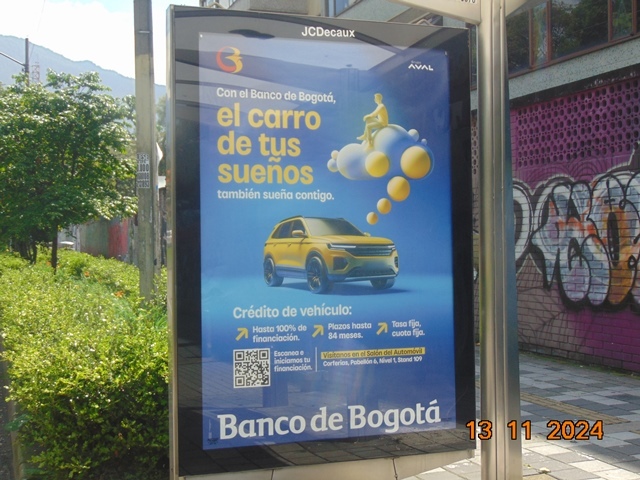 JCDecaux
AVAL
Con el Banco de Bogotá,
el carro
de tus
sueños
también sueña contigo.
Crédito de vehículo:
Hasta 100% de
financiación.
Plazos hasta
84 meses.
Tasa fija,
cuota fija.
Escanea e
iniciamos tu
financiación.
Visítanos en el Salón del Automóvil
Corferias, Pabellón 6, Nivel 1, Stand 109
Banco de Bogotá
13 11 2024